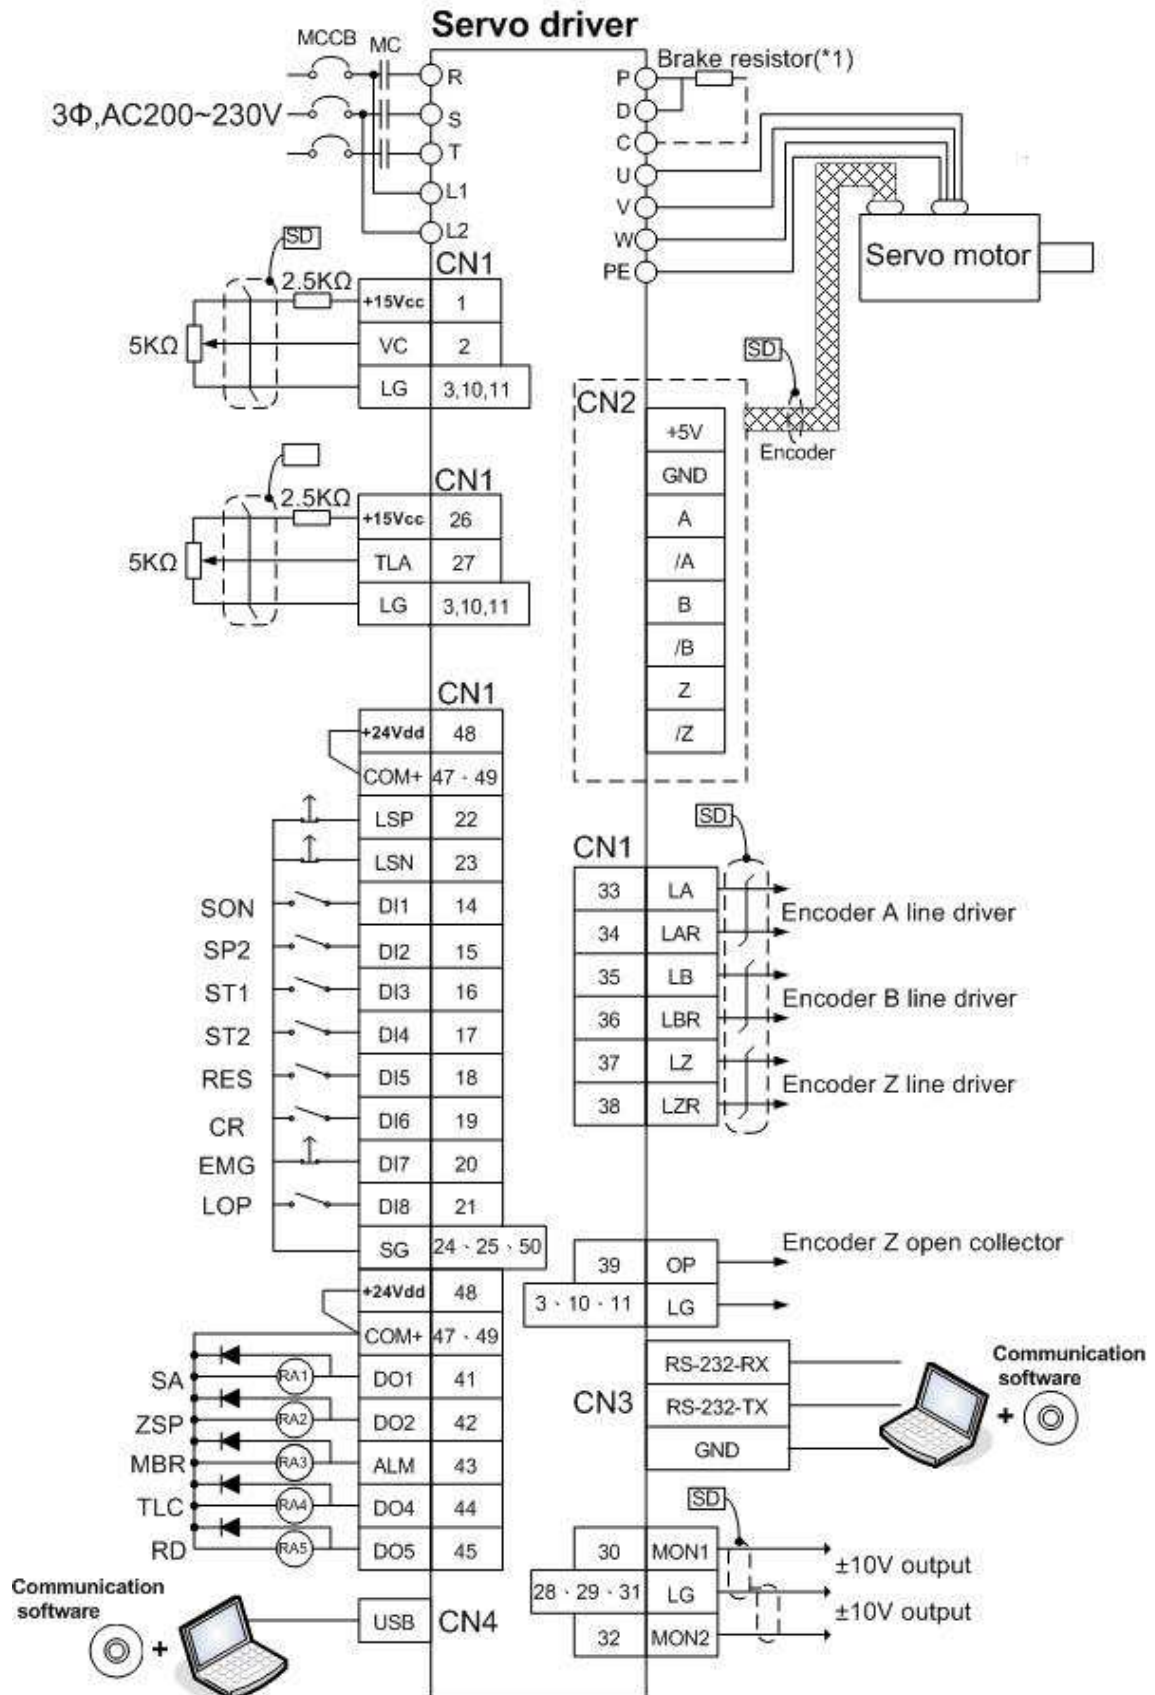 Servo driver
MCCB
MC
3Φ,AC200~230V
R
S
T
L1
L2
P
D
C
U
V
W
PE
Brake resistor(*1)
Servo motor
SD
2.5KΩ
5KΩ
CN1
+15Vcc 1
VC 2
LG 3,10,11
2.5KΩ
5KΩ
CN1
+15Vcc 26
TLA 27
LG 3,10,11
SD
Encoder
CN2
+5V
GND
A
/A
B
/B
Z
/Z
CN1
+24Vdd 48
COM+ 47 · 49
LSP 22
LSN 23
SON DI1 14
SP2 DI2 15
ST1 DI3 16
ST2 DI4 17
RES DI5 18
CR DI6 19
EMG DI7 20
LOP DI8 21
SG 24 · 25 · 50
+24Vdd 48
COM+ 47 · 49
SA RA1 DO1 41
ZSP RA2 DO2 42
MBR RA3 ALM 43
TLC RA4 DO4 44
RD RA5 DO5 45
Communication
software
+
USB CN4
SD
CN1
33 LA
34 LAR
Encoder A line driver
35 LB
36 LBR
Encoder B line driver
37 LZ
38 LZR
Encoder Z line driver
39 OP
Encoder Z open collector
3 · 10 · 11 LG
CN3
RS-232-RX
RS-232-TX
GND
Communication
software
+
SD
30 MON1
±10V output
28 · 29 · 31 LG
±10V output
32 MON2